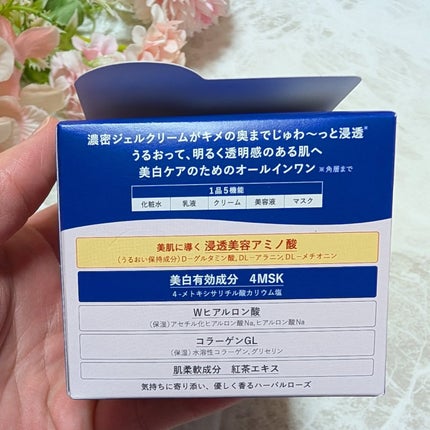 濃密ジェルクリームがキメの奥までじゅわ～っと浸透※
うるおって、明るく透明感のある肌へ
美白ケアのためのオールインワン ※角層まで
1品5機能
化粧水 乳液 クリーム 美容液 マスク
美肌に導く 浸透美容アミノ酸
(うるおい保持成分)D-グルタミン酸, DL-アラニン, DL-メチオニン
美白有効成分 4MSK
4-メトキシサリチル酸カリウム塩
Wヒアルロン酸
(保湿)アセチル化ヒアルロン酸Na, ヒアルロン酸Na
コラーゲンGL
(保湿)水溶性コラーゲン, グリセリン
肌柔軟成分 紅茶エキス
気持ちに寄り添い、優しく香るハーバルローズ